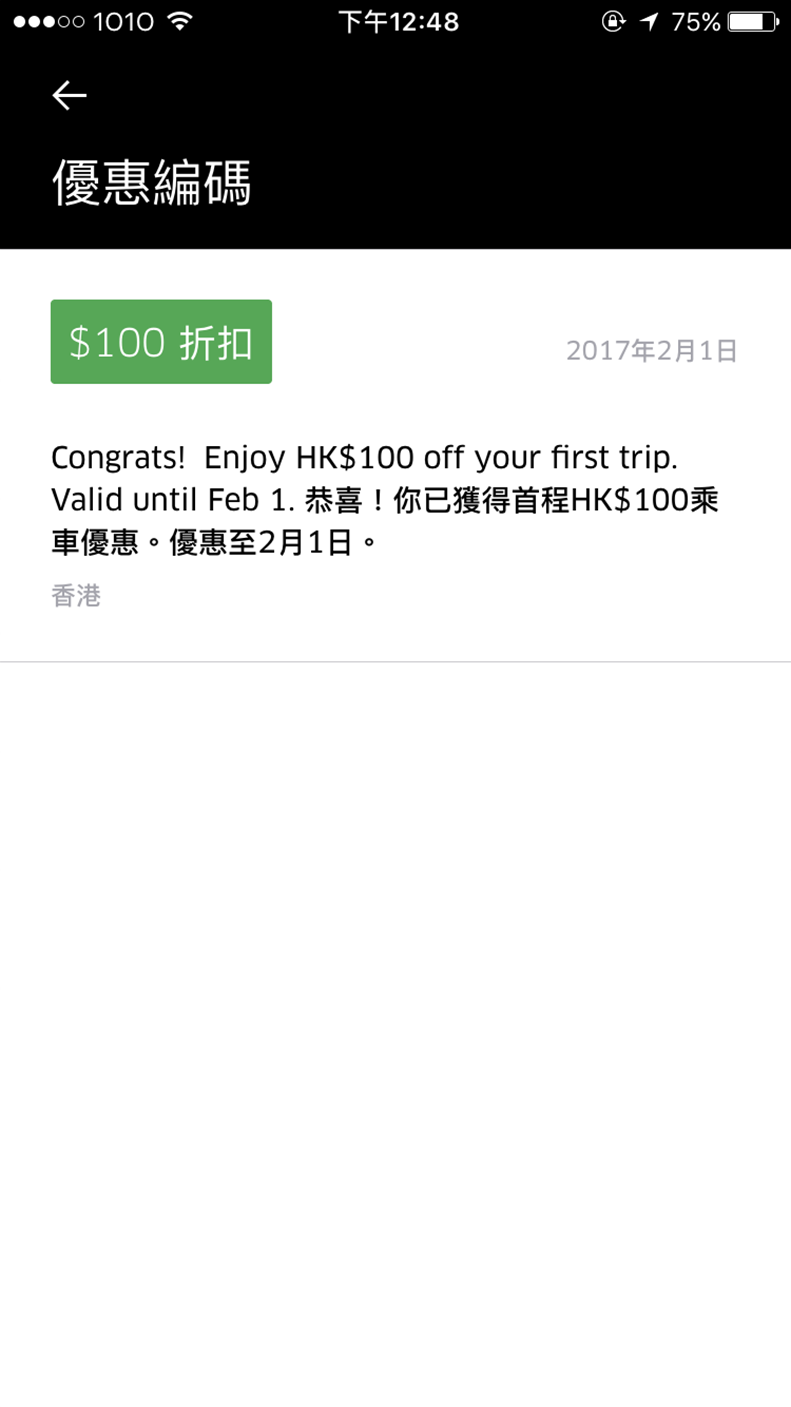 1010 下午12:48 75%
優惠編碼
$100 折扣 2017年2月1日
Congrats!  Enjoy HK$100 off your first trip.
Valid until Feb 1. 恭喜！你已獲得首程HK$100乘
車優惠。優惠至2月1日。
香港